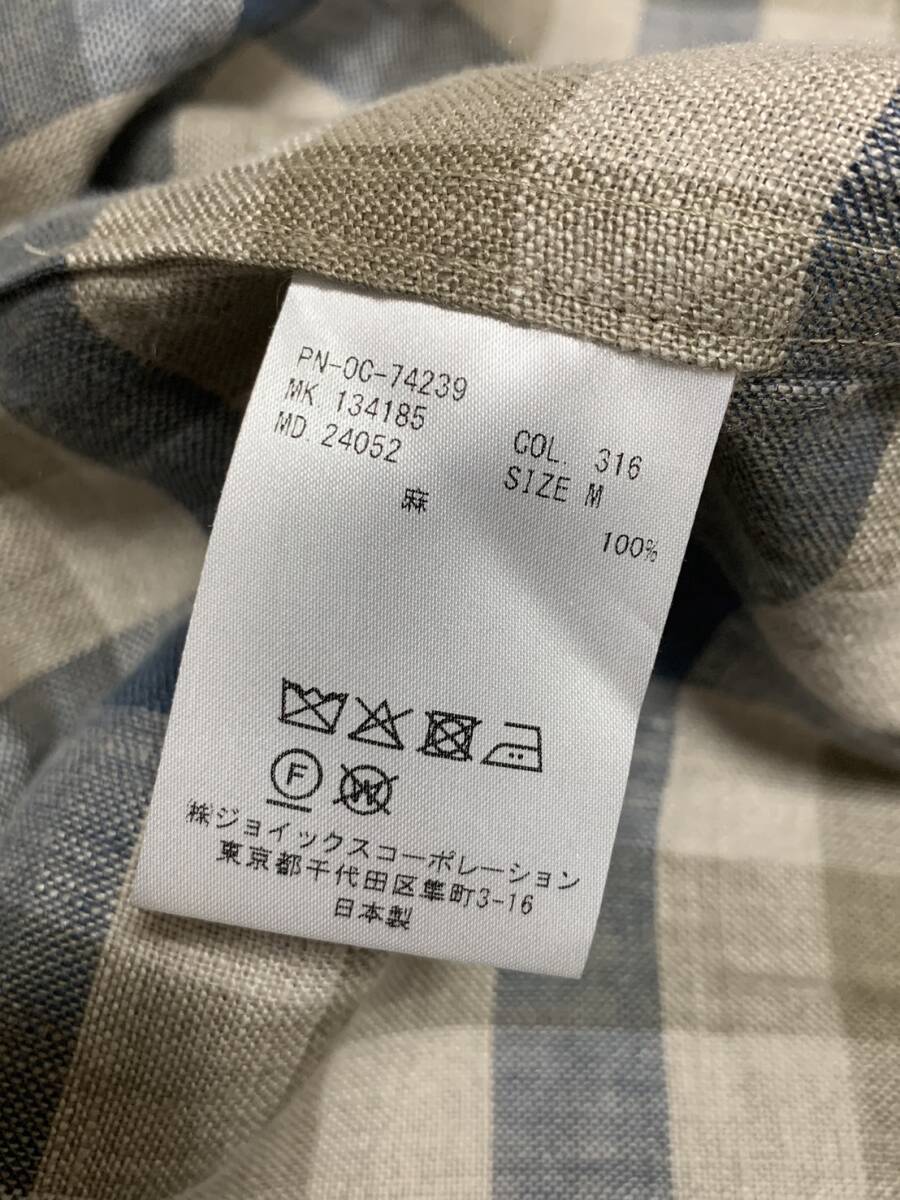 PN-OC-74239
MK. 134185
MD. 24052
COL. 316
SIZE M
麻 100%
F
W
㈱ジョイックスコーポレーション
東京都千代田区隼町3-16
日本製